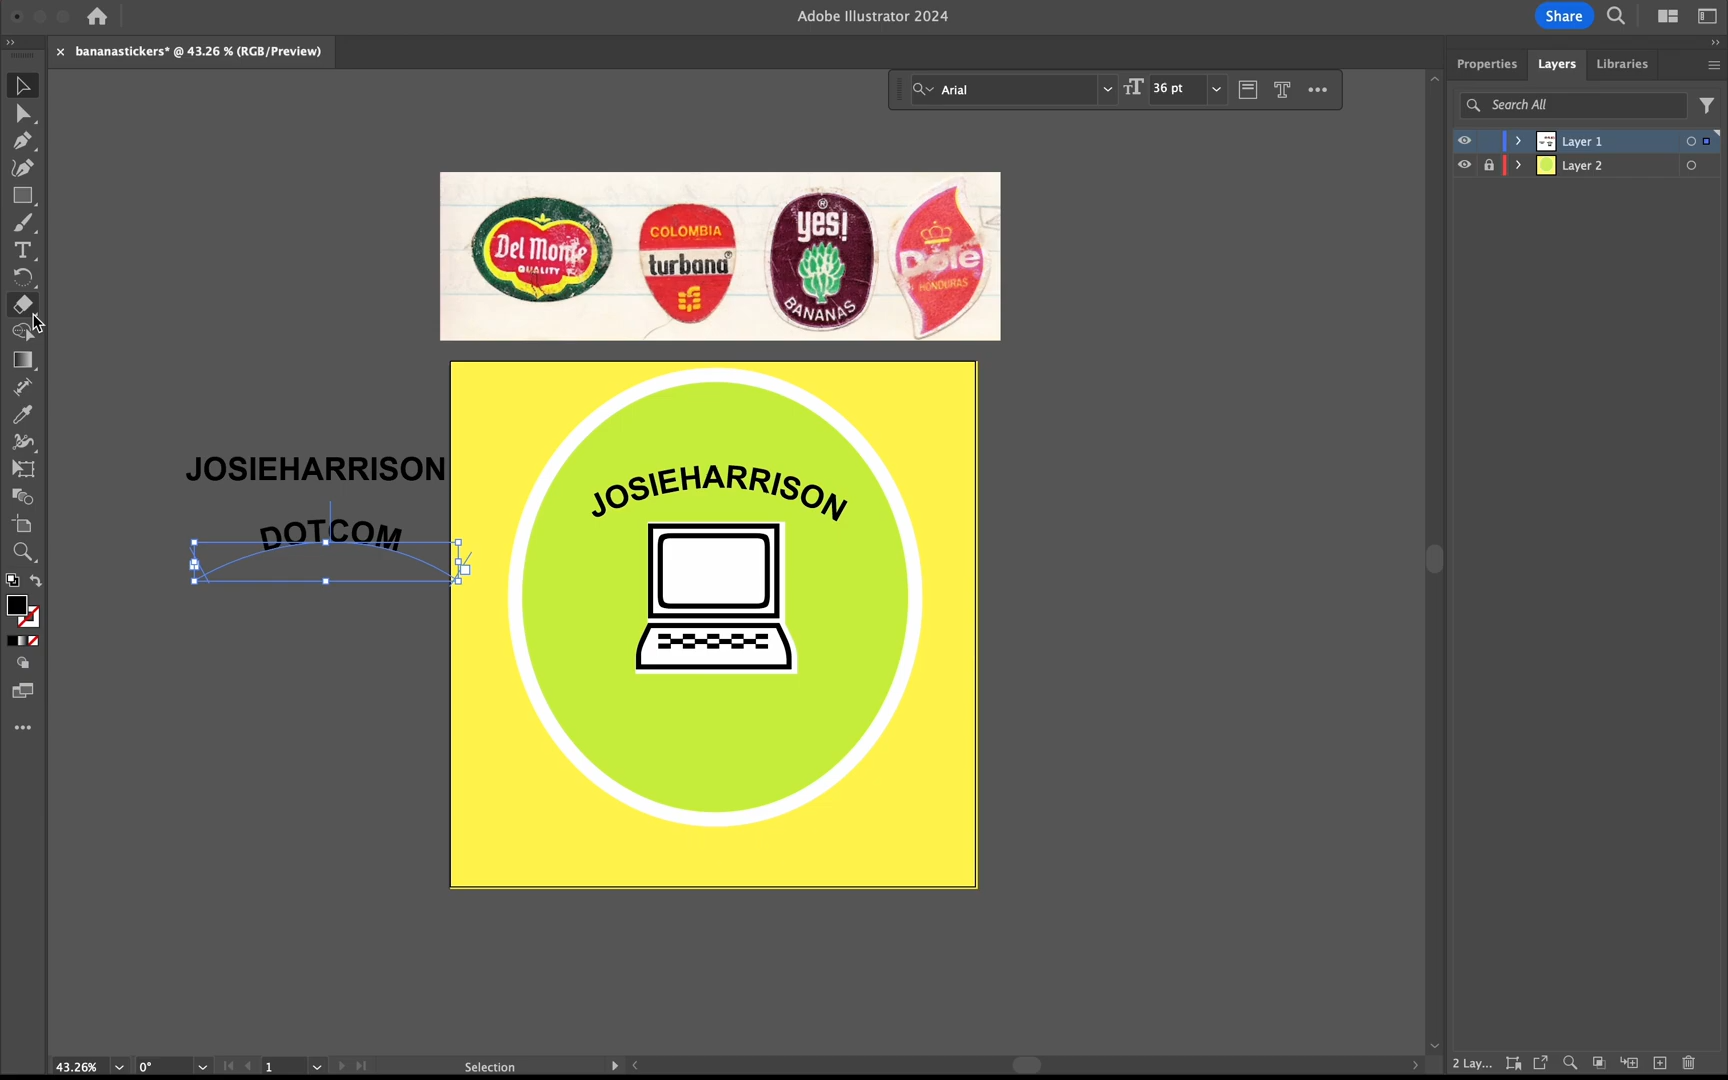 Adobe Illustrator 2024
Share
× bananastickers* @ 43.26 % (RGB/Preview)
Properties Layers Libraries
Arial
36 pt
Search All
Layer 1
Layer 2
Del Monte
QUALITY
COLOMBIA
turbana®
®
yes!
BANANAS
Dole
HONDURAS
JOSIEHARRISON
DOTCOM
JOSIEHARRISON
43.26%
0°
1
Selection
2 Lay...